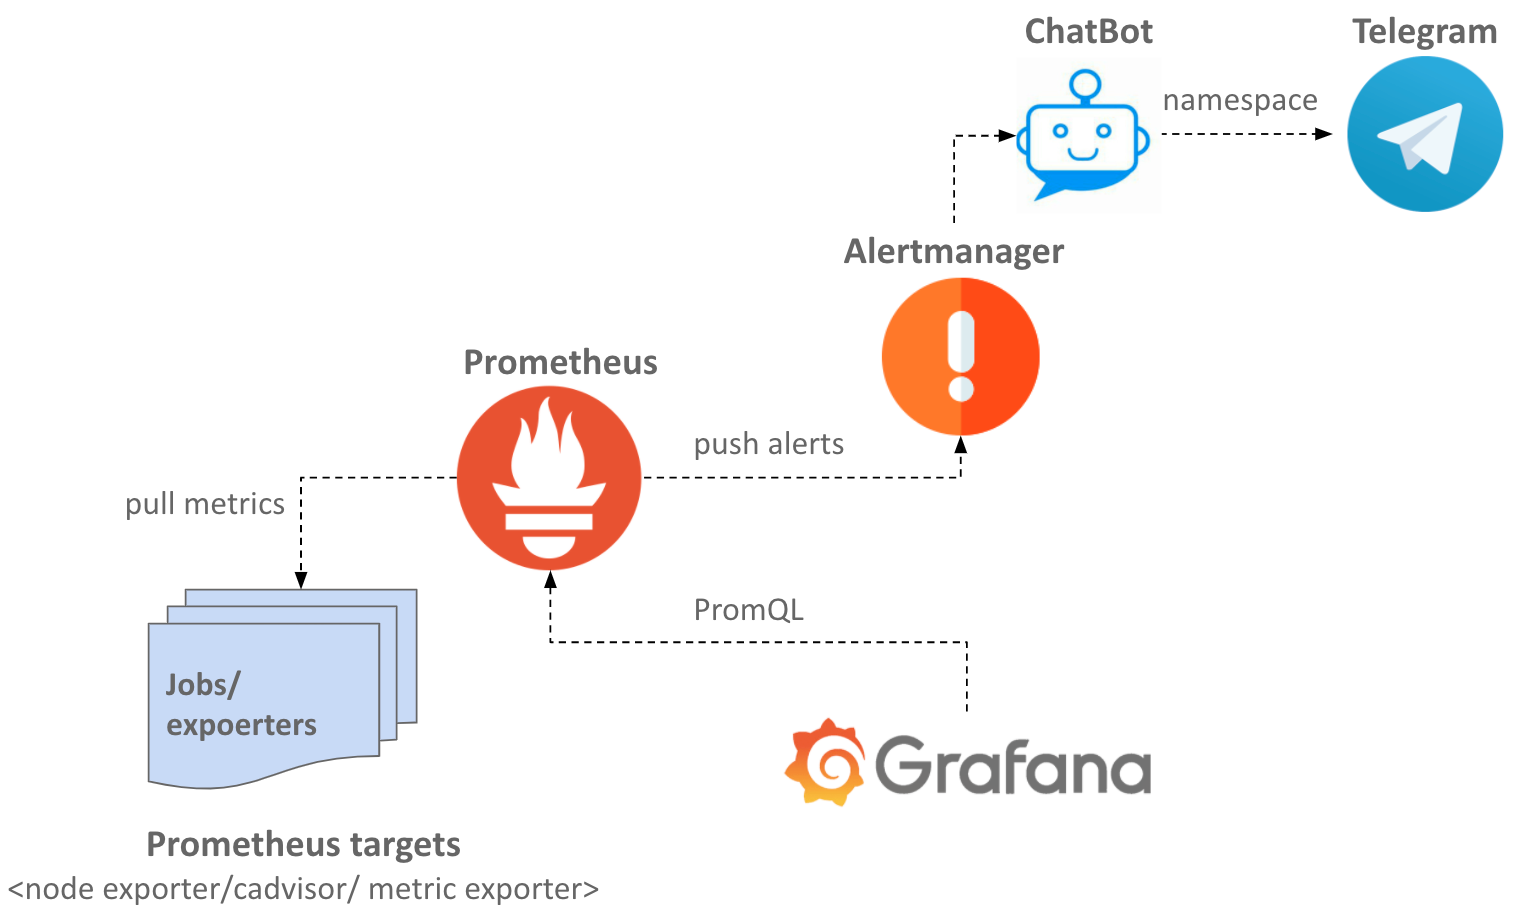 ChatBot
Telegram
namespace
Alertmanager
Prometheus
push alerts
pull metrics
PromQL
Jobs/
expoerters
Grafana
Prometheus targets
<node exporter/cadvisor/ metric exporter>